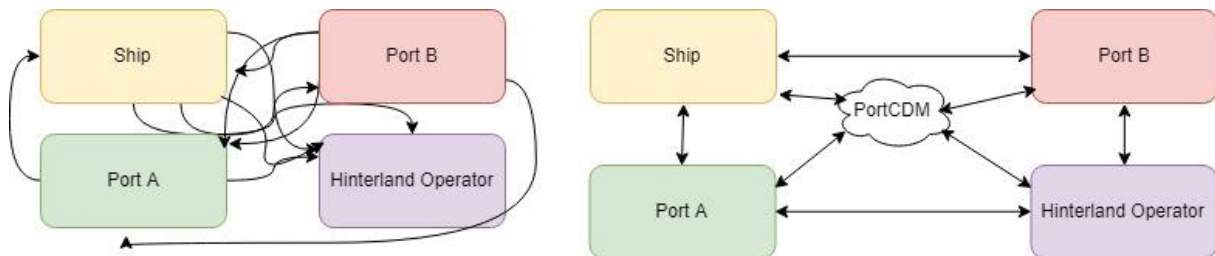 Ship
Port B
Port A
Hinterland Operator
Ship
Port B
PortCDM
Port A
Hinterland Operator